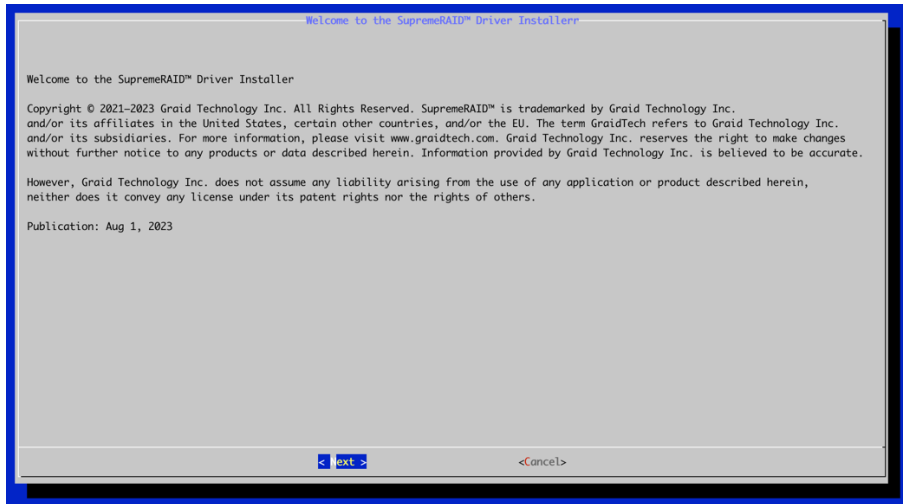 Welcome to the SupremeRAID™ Driver Installerr
Welcome to the SupremeRAID™ Driver Installer
Copyright © 2021–2023 Graid Technology Inc. All Rights Reserved. SupremeRAID™ is trademarked by Graid Technology Inc.
and/or its affiliates in the United States, certain other countries, and/or the EU. The term GraidTech refers to Graid Technology Inc.
and/or its subsidiaries. For more information, please visit www.graidtech.com. Graid Technology Inc. reserves the right to make changes
without further notice to any products or data described herein. Information provided by Graid Technology Inc. is believed to be accurate.
However, Graid Technology Inc. does not assume any liability arising from the use of any application or product described herein,
neither does it convey any license under its patent rights nor the rights of others.
Publication: Aug 1, 2023
< Next > <Cancel>